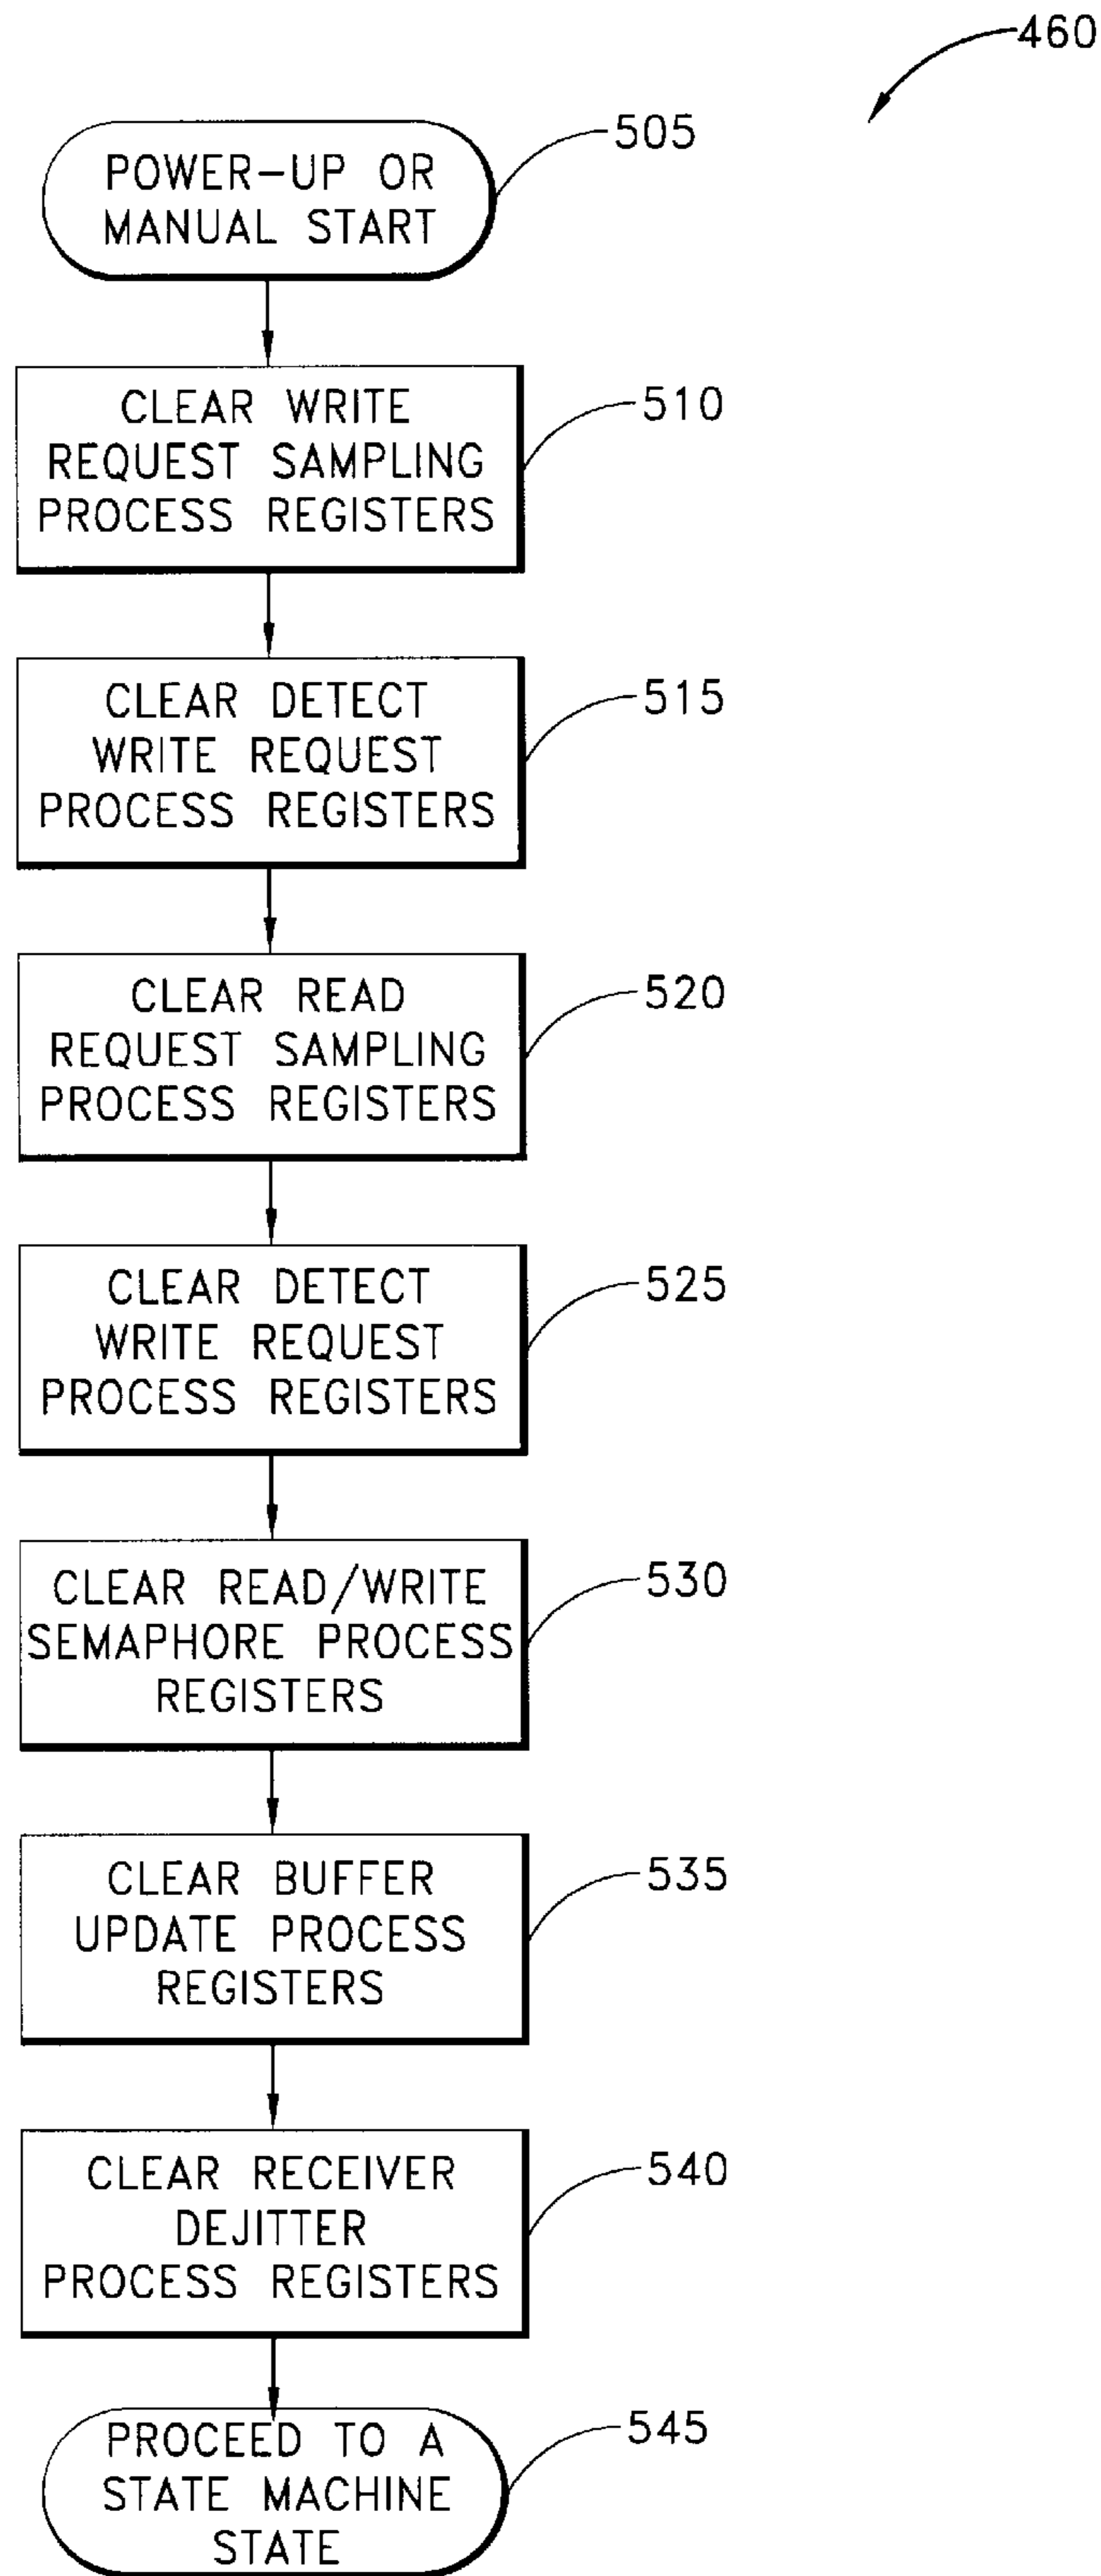 460
POWER-UP OR
MANUAL START
505
CLEAR WRITE
REQUEST SAMPLING
PROCESS REGISTERS
510
CLEAR DETECT
WRITE REQUEST
PROCESS REGISTERS
515
CLEAR READ
REQUEST SAMPLING
PROCESS REGISTERS
520
CLEAR DETECT
WRITE REQUEST
PROCESS REGISTERS
525
CLEAR READ/WRITE
SEMAPHORE PROCESS
REGISTERS
530
CLEAR BUFFER
UPDATE PROCESS
REGISTERS
535
CLEAR RECEIVER
DEJITTER
PROCESS REGISTERS
540
PROCEED TO A
STATE MACHINE
STATE
545